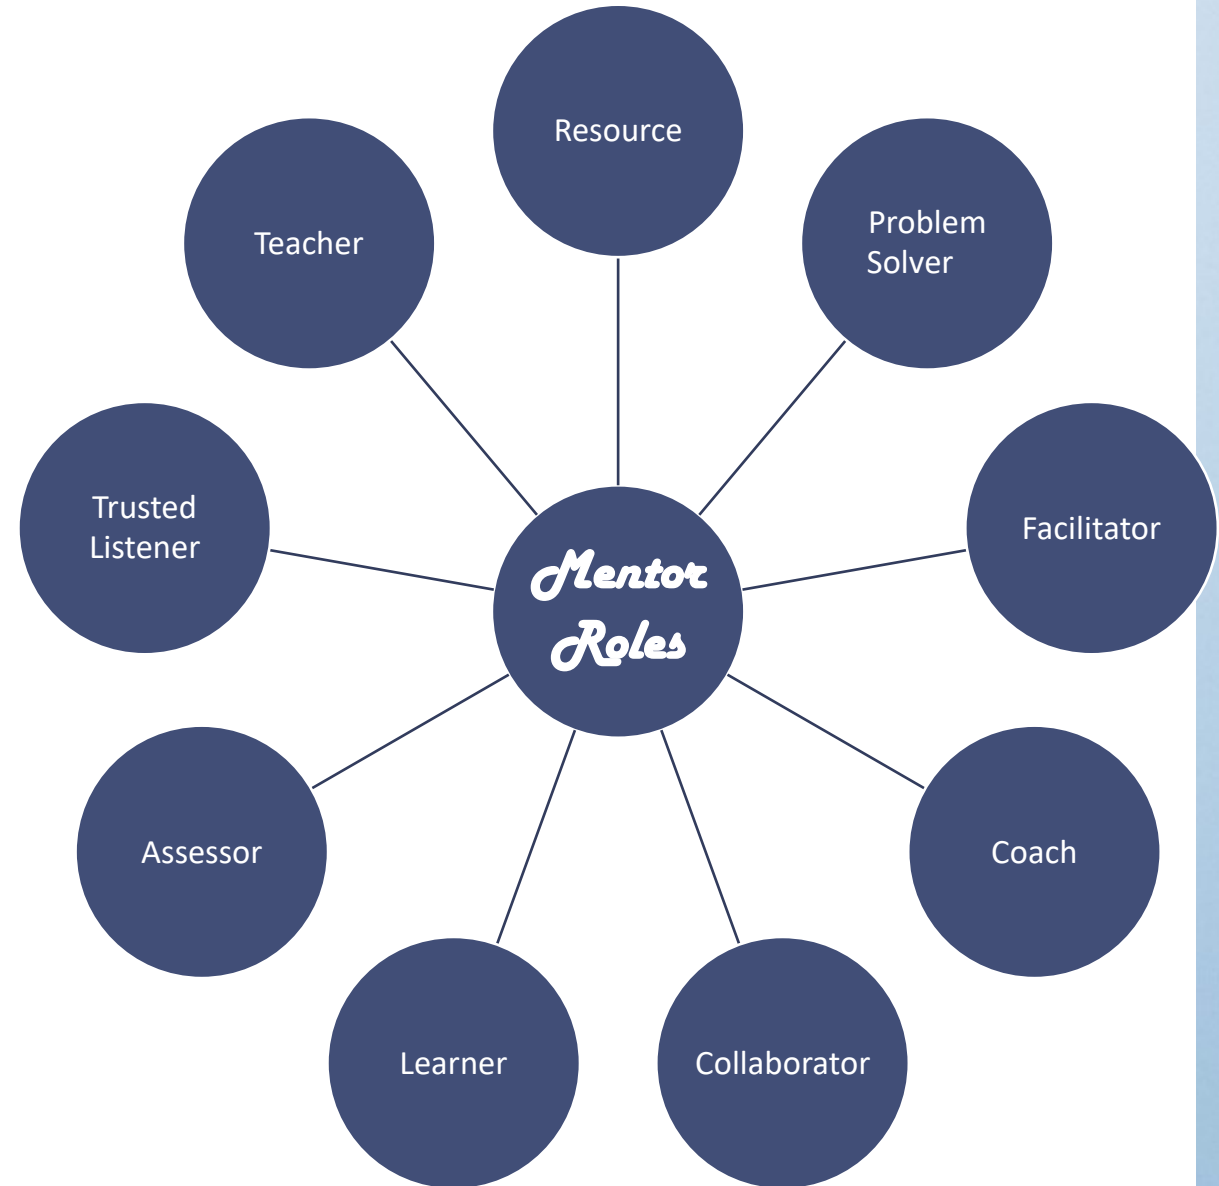 Resource
Problem
Solver
Teacher
Trusted
Listener
Facilitator
Mentor
Roles
Assessor
Coach
Learner
Collaborator